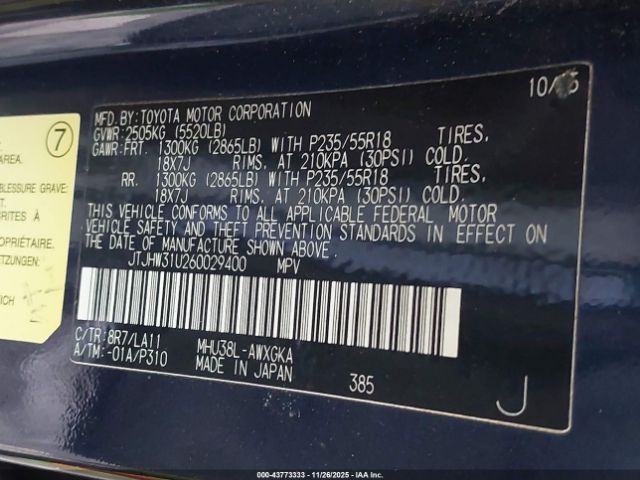 7
AREA.
BLESSURE GRAVE:
RITES À
PROPRIÉTAIRE.
EICH
10/
MFD. BY: TOYOTA MOTOR CORPORATION
GVWR: 2505KG (5520LB)
GAWR: FRT. 1300KG (2865LB) WITH P235/55R18 TIRES,
18X7J RIMS, AT 210KPA (30PSI) COLD.
RR. 1300KG (2865LB) WITH P235/55R18 TIRES,
18X7J RIMS, AT 210KPA (30PSI) COLD.
THIS VEHICLE CONFORMS TO ALL APPLICABLE FEDERAL MOTOR
VEHICLE SAFETY AND THEFT PREVENTION STANDARDS IN EFFECT ON
THE DATE OF MANUFACTURE SHOWN ABOVE.
JTJHW31U260029400 MPV
C/TR: 8R7/LA11 MHU38L-AWXGKA
A/TM: -01A/P310 MADE IN JAPAN
385
J
000-43773333 - 11/26/2025 - IAA, Inc.